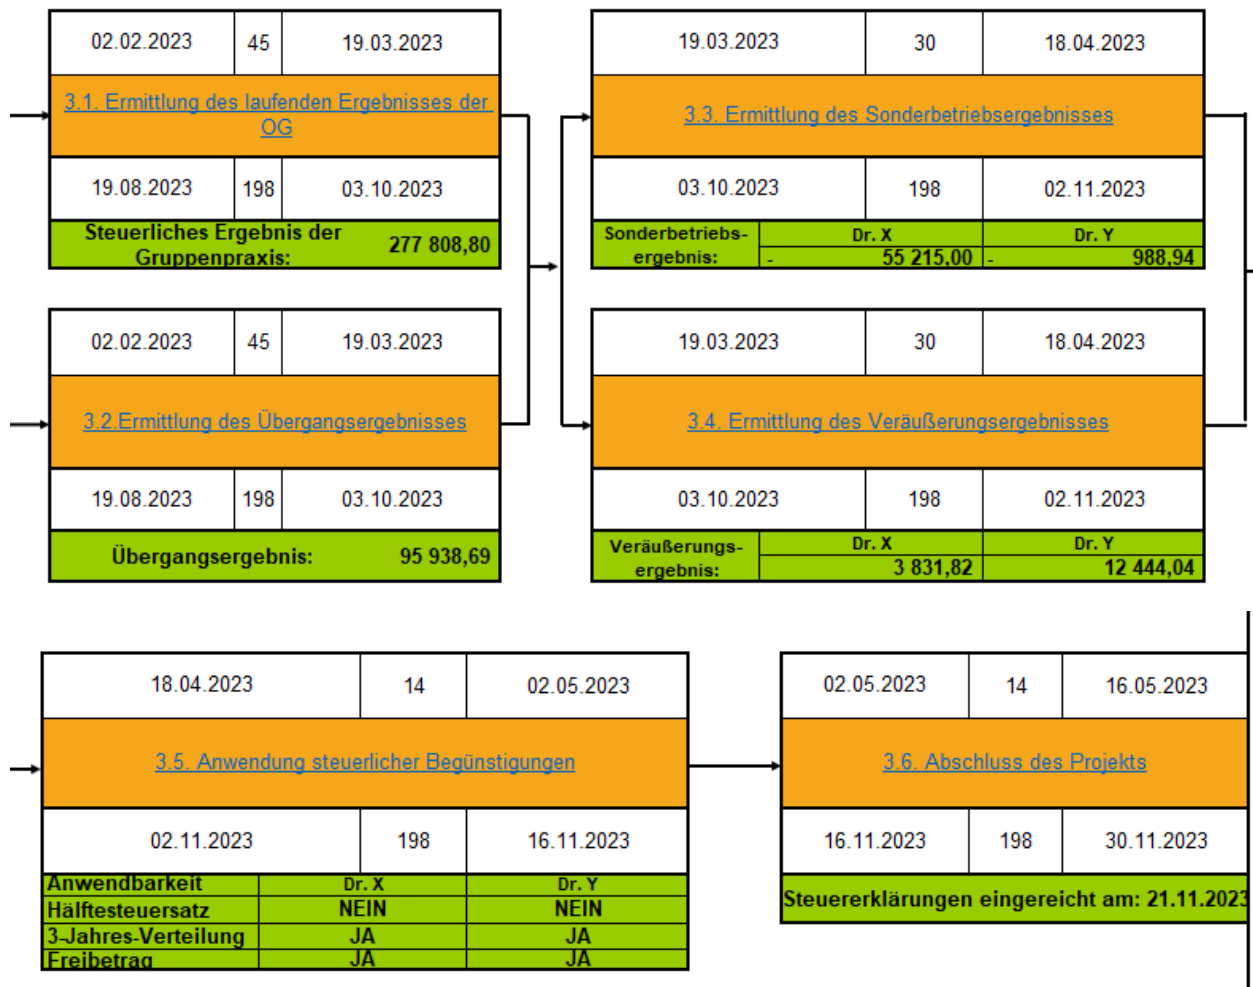 02.02.2023 45 19.03.2023
3.1. Ermittlung des laufenden Ergebnisses der
OG
19.08.2023 198 03.10.2023
Steuerliches Ergebnis der
Gruppenpraxis: 277 808,80
02.02.2023 45 19.03.2023
3.2.Ermittlung des Übergangsergebnisses
19.08.2023 198 03.10.2023
Übergangsergebnis: 95 938,69
19.03.2023 30 18.04.2023
3.3. Ermittlung des Sonderbetriebsergebnisses
03.10.2023 198 02.11.2023
Sonderbetriebs- Dr. X Dr. Y
ergebnis: - 55 215,00 - 988,94
19.03.2023 30 18.04.2023
3.4. Ermittlung des Veräußerungsergebnisses
03.10.2023 198 02.11.2023
Veräußerungs- Dr. X Dr. Y
ergebnis: 3 831,82 12 444,04
18.04.2023 14 02.05.2023
3.5. Anwendung steuerlicher Begünstigungen
02.11.2023 198 16.11.2023
Anwendbarkeit Dr. X Dr. Y
Hälftesteuersatz NEIN NEIN
3-Jahres-Verteilung JA JA
Freibetrag JA JA
02.05.2023 14 16.05.2023
3.6. Abschluss des Projekts
16.11.2023 198 30.11.2023
Steuererklärungen eingereicht am: 21.11.2023